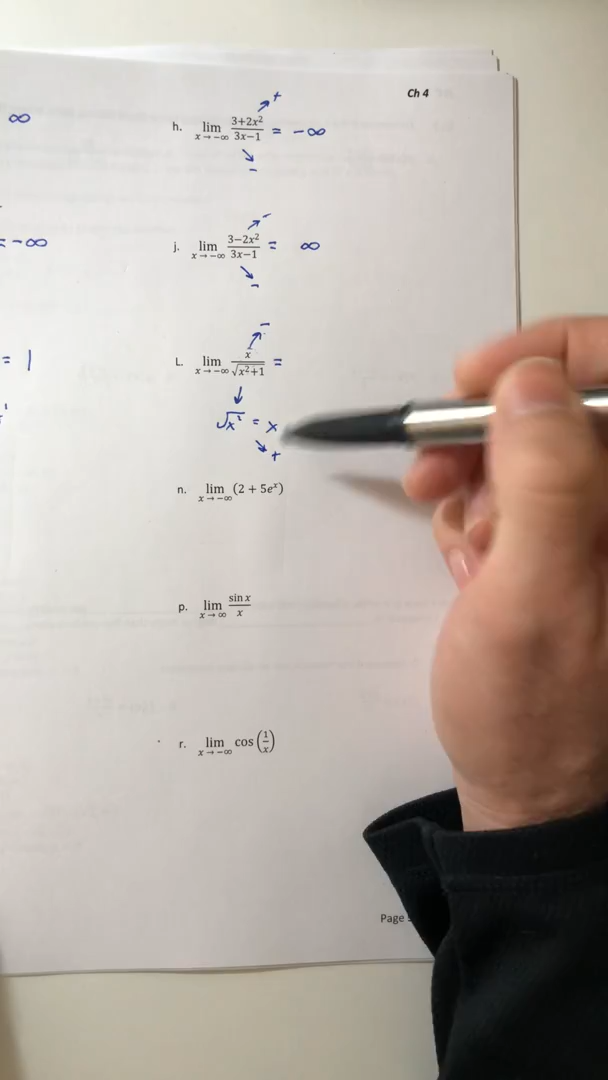 Ch 4
∞
+
h. lim x→−∞ 3+2x² / 3x−1 = −∞
−
= −∞
−
j. lim x→−∞ 3−2x² / 3x−1 = ∞
−
= 1
−
L. lim x→−∞ x / √x²+1 =
√x² = x
+
n. lim x→−∞ (2 + 5eˣ)
p. lim x→∞ sin x / x
r. lim x→−∞ cos(1/x)
Page